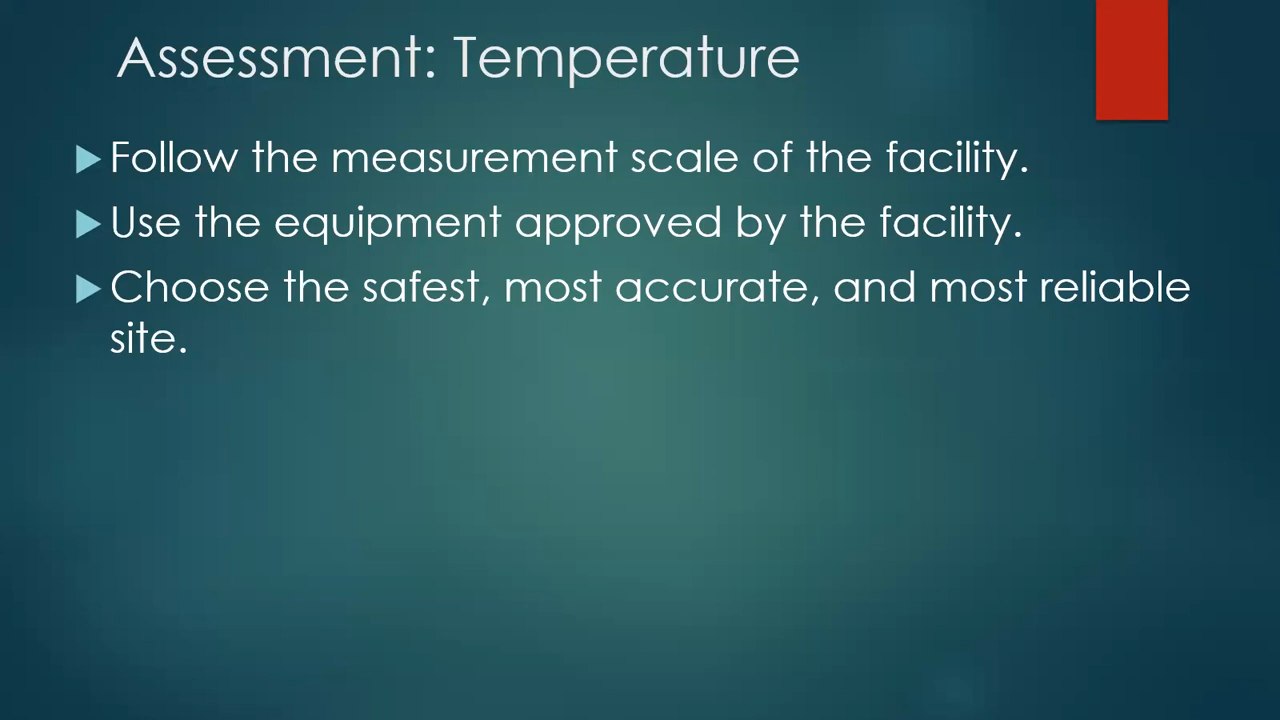 Assessment: Temperature
Follow the measurement scale of the facility.
Use the equipment approved by the facility.
Choose the safest, most accurate, and most reliable
site.